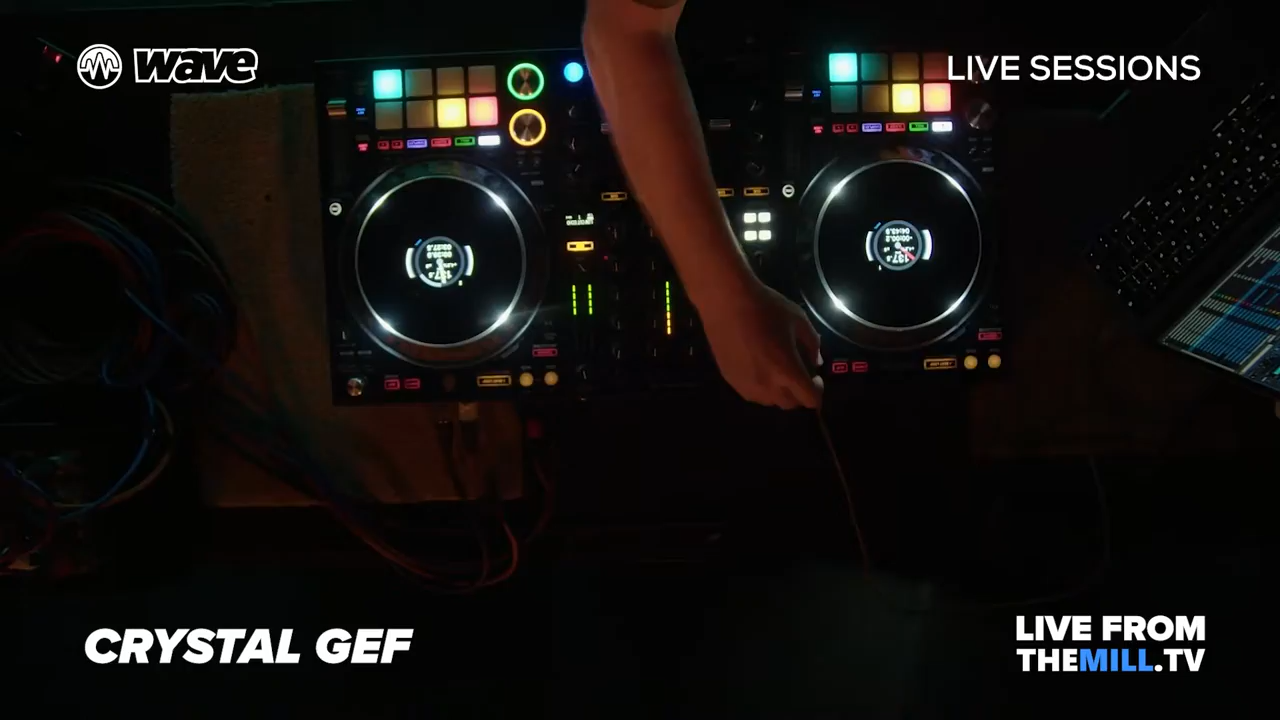 wave
LIVE SESSIONS
CRYSTAL GEF
LIVE FROM
THEMILL.TV